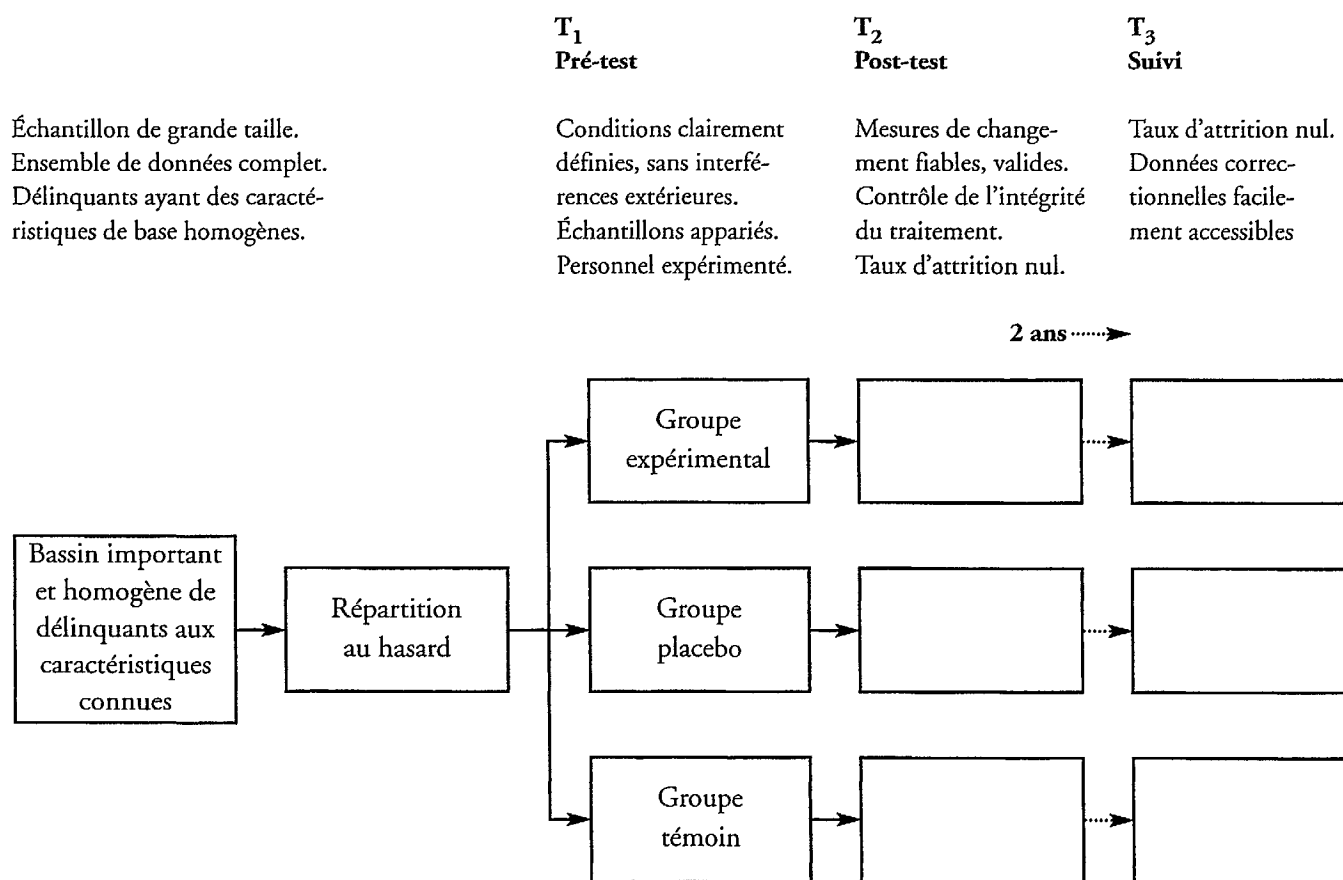 T1
Pré-test
T2
Post-test
T3
Suivi
Échantillon de grande taille.
Ensemble de données complet.
Délinquants ayant des caracté-
ristiques de base homogènes.
Conditions clairement
définies, sans interfé-
rences extérieures.
Échantillons appariés.
Personnel expérimenté.
Mesures de change-
ment fiables, valides.
Contrôle de l'intégrité
du traitement.
Taux d'attrition nul.
Taux d'attrition nul.
Données correc-
tionnelles facile-
ment accessibles
2 ans
Bassin important
et homogène de
délinquants aux
caractéristiques
connues
Répartition
au hasard
Groupe
expérimental
Groupe
placebo
Groupe
témoin